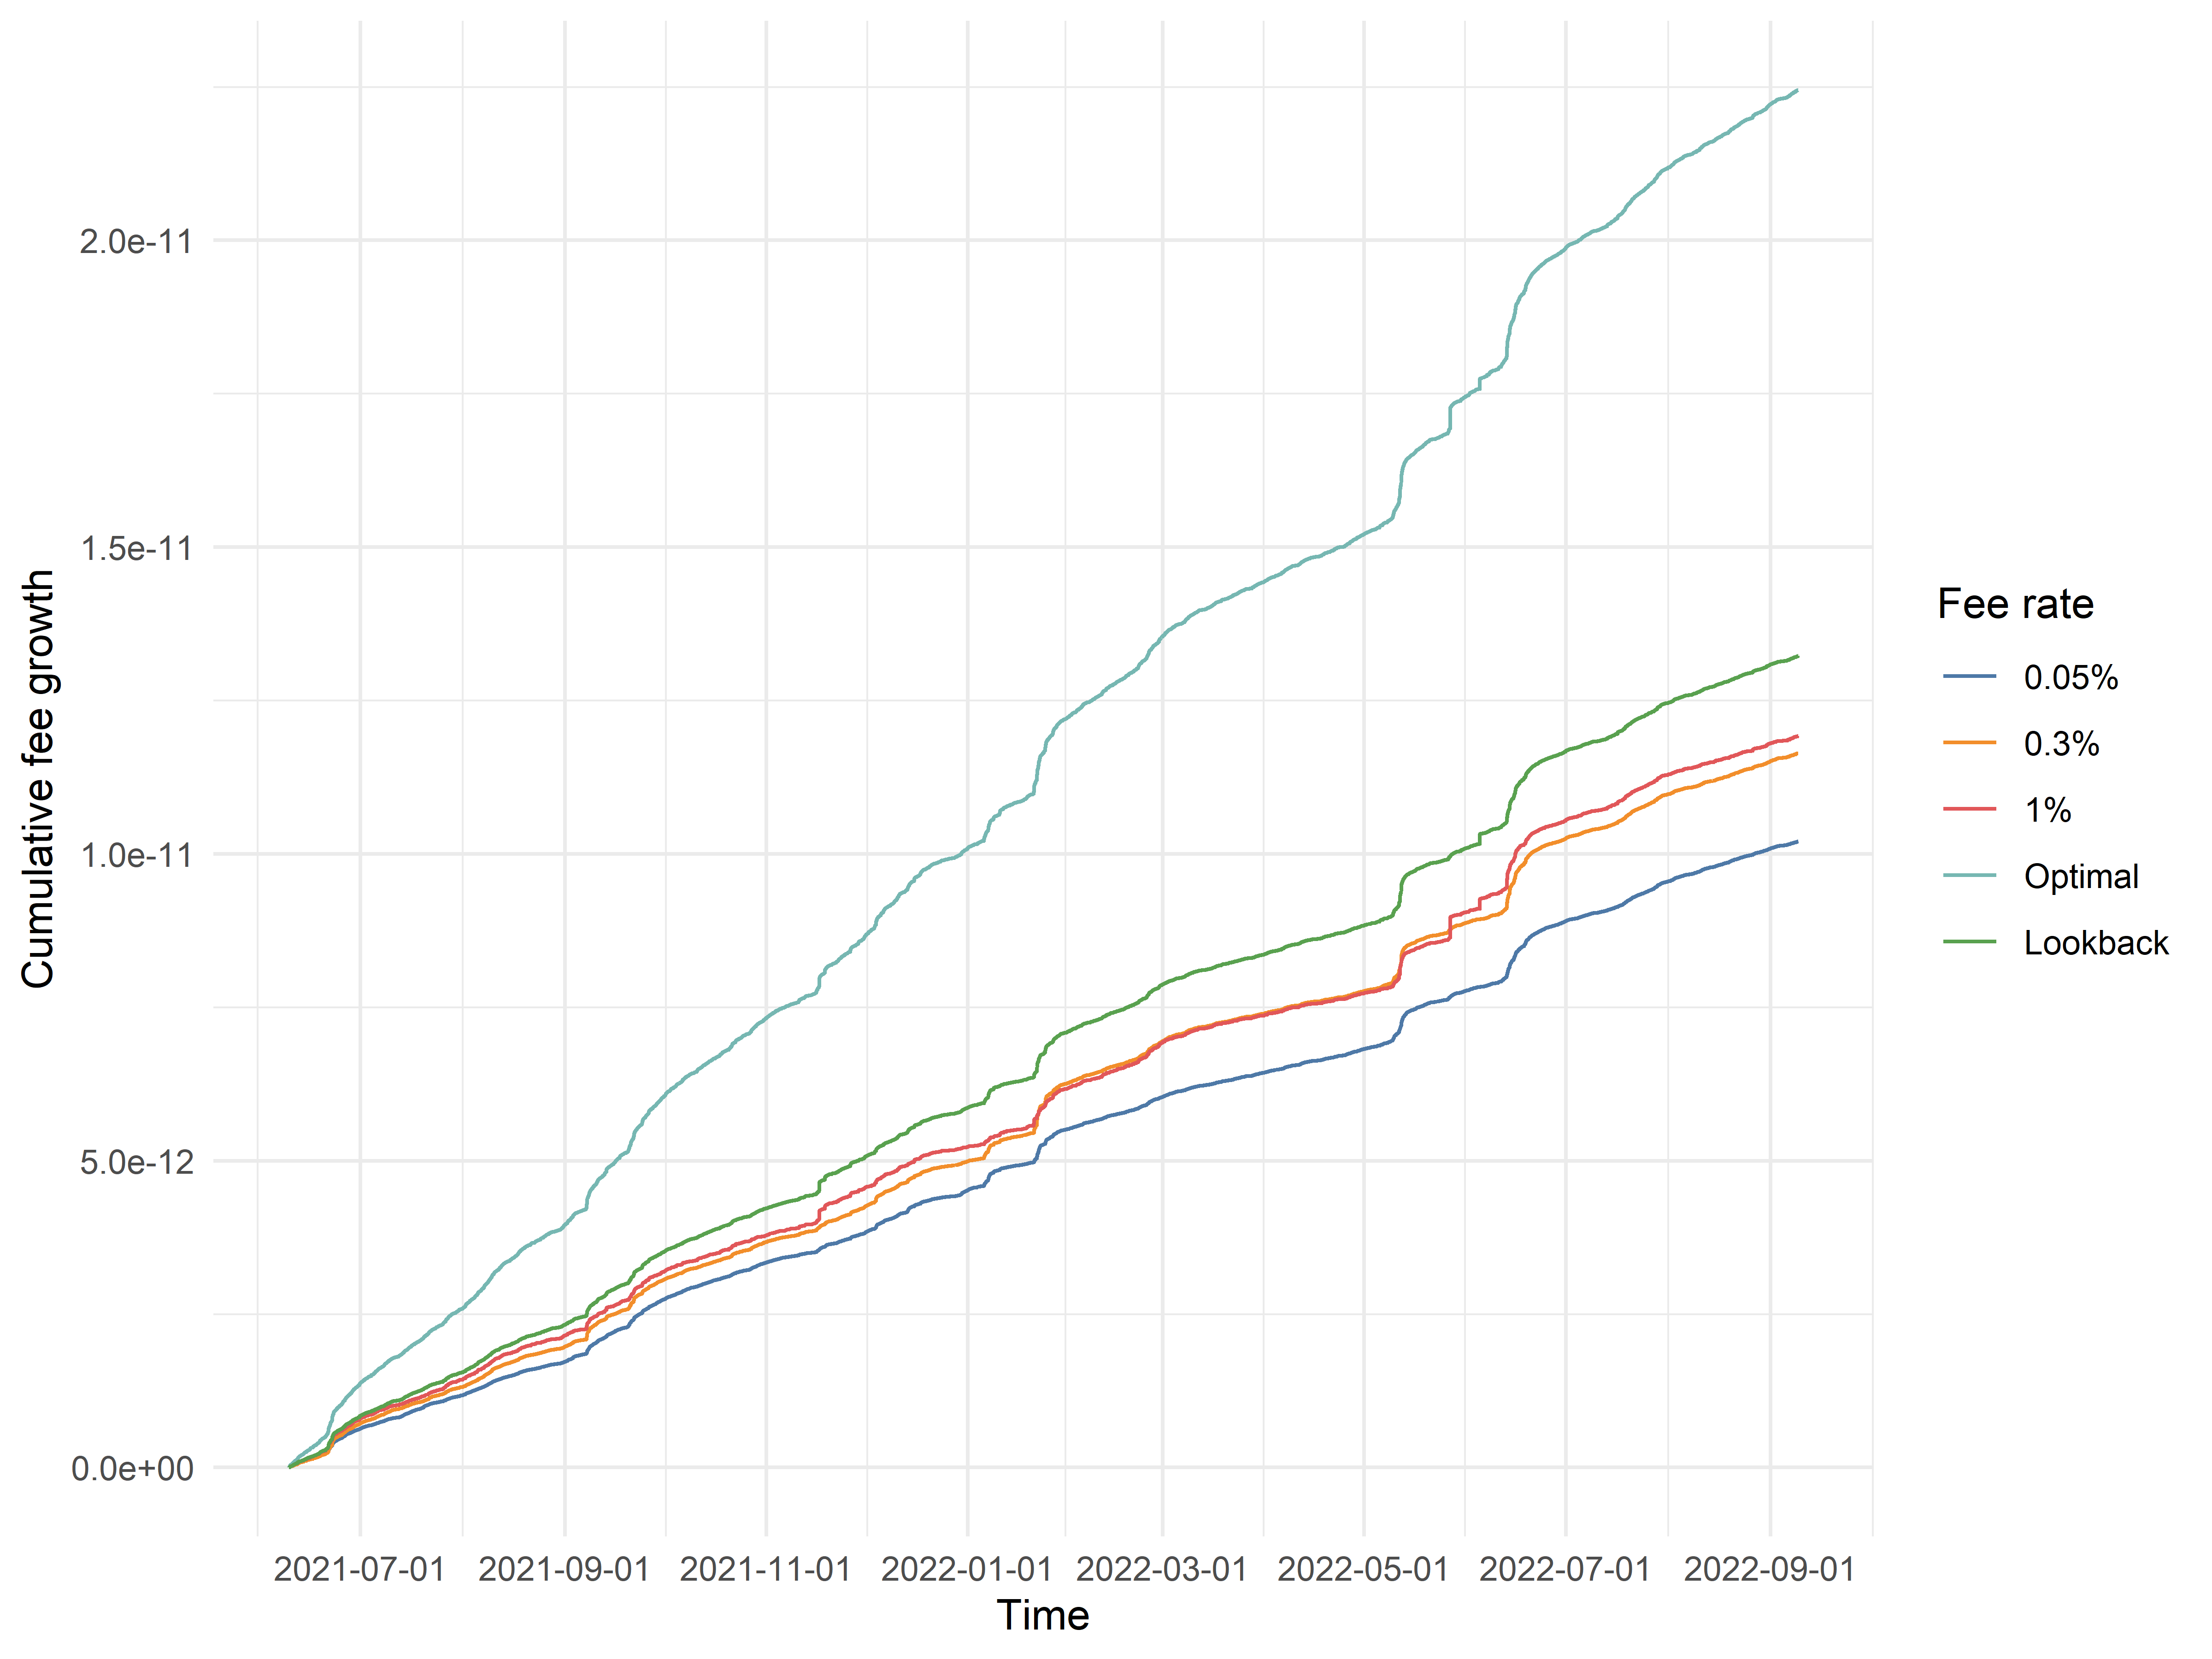 Cumulative fee growth
2.0e-11
1.5e-11
1.0e-11
5.0e-12
0.0e+00
2021-07-01 2021-09-01 2021-11-01 2022-01-01 2022-03-01 2022-05-01 2022-07-01 2022-09-01
Time
Fee rate
0.05%
0.3%
1%
Optimal
Lookback